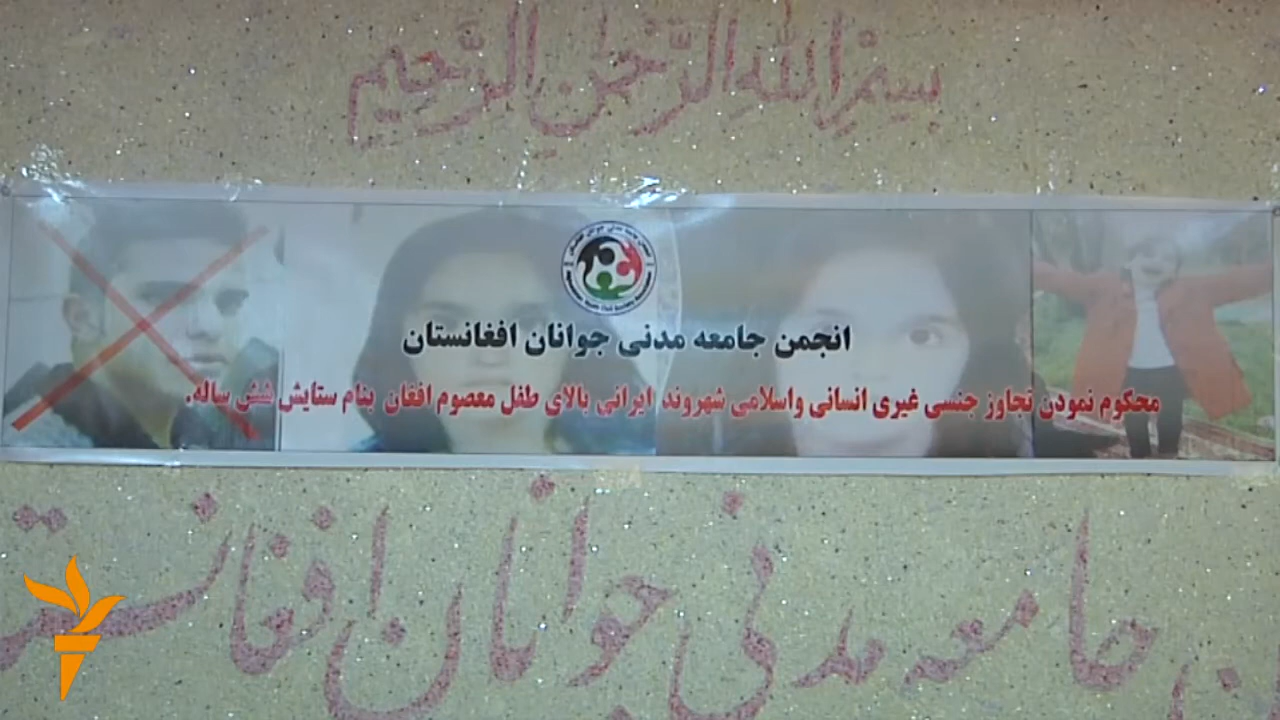 بسم الله الرحمن الرحیم
انجمن جامعه مدنی جوانان افغانستان
محکوم نمودن تجاوز جنسی غیری انسانی واسلامی شهروند ایرانی بالای طفل معصوم افغان بنام ستایش شش ساله.
جامعه مدنی جوانان